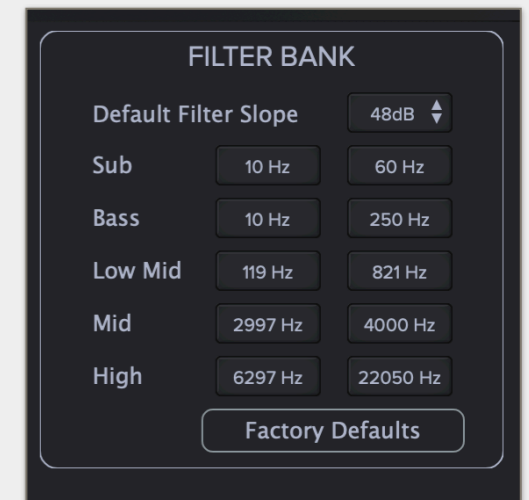 FILTER BANK
Default Filter Slope 48dB
Sub 10 Hz 60 Hz
Bass 10 Hz 250 Hz
Low Mid 119 Hz 821 Hz
Mid 2997 Hz 4000 Hz
High 6297 Hz 22050 Hz
Factory Defaults